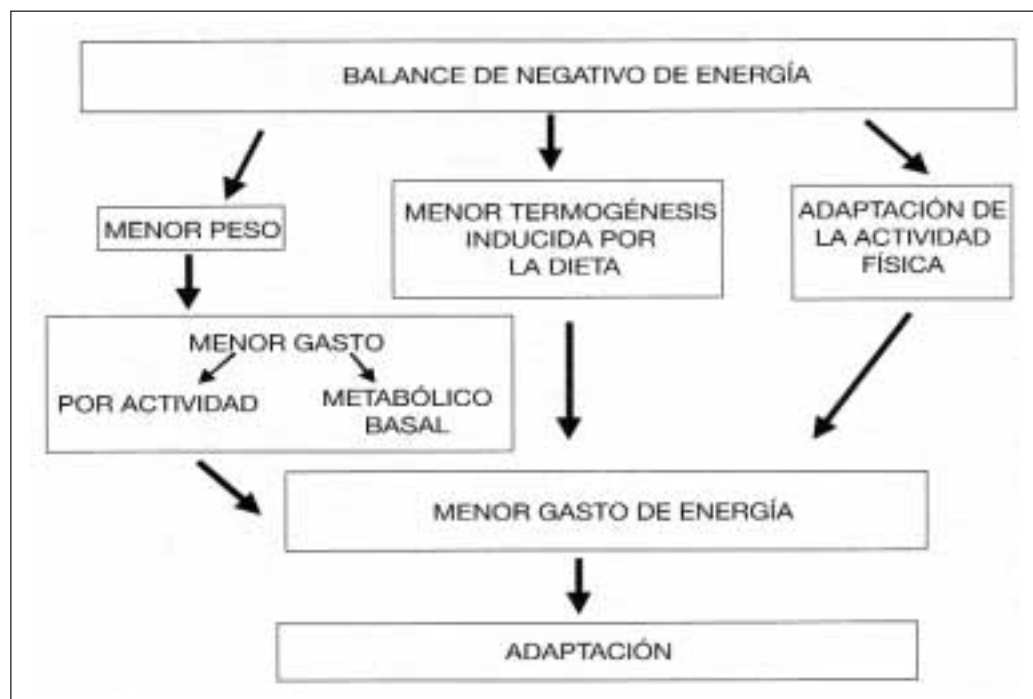 BALANCE DE NEGATIVO DE ENERGÍA
MENOR PESO
MENOR TERMOGÉNESIS
INDUCIDA POR
LA DIETA
ADAPTACIÓN DE
LA ACTIVIDAD
FÍSICA
MENOR GASTO
POR ACTIVIDAD
METABÓLICO
BASAL
MENOR GASTO DE ENERGÍA
ADAPTACIÓN